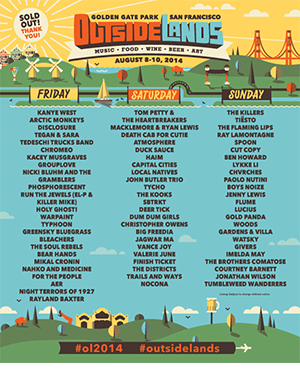 SOLD
OUT!
THANK
YOU!
GOLDEN GATE PARK SAN FRANCISCO
OUTSIDE LANDS
MUSIC • FOOD • WINE • BEER • ART
AUGUST 8-10, 2014
FRIDAY
KANYE WEST
ARCTIC MONKEYS
DISCLOSURE
TEGAN & SARA
TEDESCHI TRUCKS BAND
CHROMEO
KACEY MUSGRAVES
GROUPLOVE
NICKI BLUHM AND THE
GRAMBLERS
PHOSPHORESCENT
RUN THE JEWELS (EL-P &
KILLER MIKE)
HOLY GHOST!
WARPAINT
TYPHOON
GREENSKY BLUEGRASS
BLEACHERS
THE SOUL REBELS
BEAR HANDS
MIKAL CRONIN
NAHKO AND MEDICINE
FOR THE PEOPLE
AER
NIGHT TERRORS OF 1927
RAYLAND BAXTER
SATURDAY
TOM PETTY &
THE HEARTBREAKERS
MACKLEMORE & RYAN LEWIS
DEATH CAB FOR CUTIE
ATMOSPHERE
DUCK SAUCE
HAIM
CAPITAL CITIES
LOCAL NATIVES
JOHN BUTLER TRIO
TYCHO
THE KOOKS
SBTRKT
DEER TICK
DUM DUM GIRLS
CHRISTOPHER OWENS
BIG FREEDIA
JAGWAR MA
VANCE JOY
VALERIE JUNE
FINISH TICKET
THE DISTRICTS
TRAILS AND WAYS
NOCONA
SUNDAY
THE KILLERS
TIËSTO
THE FLAMING LIPS
RAY LAMONTAGNE
SPOON
CUT COPY
BEN HOWARD
LYKKE LI
CHVRCHES
PAOLO NUTINI
BOYS NOIZE
JENNY LEWIS
FLUME
LUCIUS
GOLD PANDA
WOODS
GARDENS & VILLA
WATSKY
GIVERS
IMELDA MAY
THE BROTHERS COMATOSE
COURTNEY BARNETT
JONATHAN WILSON
TUMBLEWEED WANDERERS
#ol2014 #outsidelands